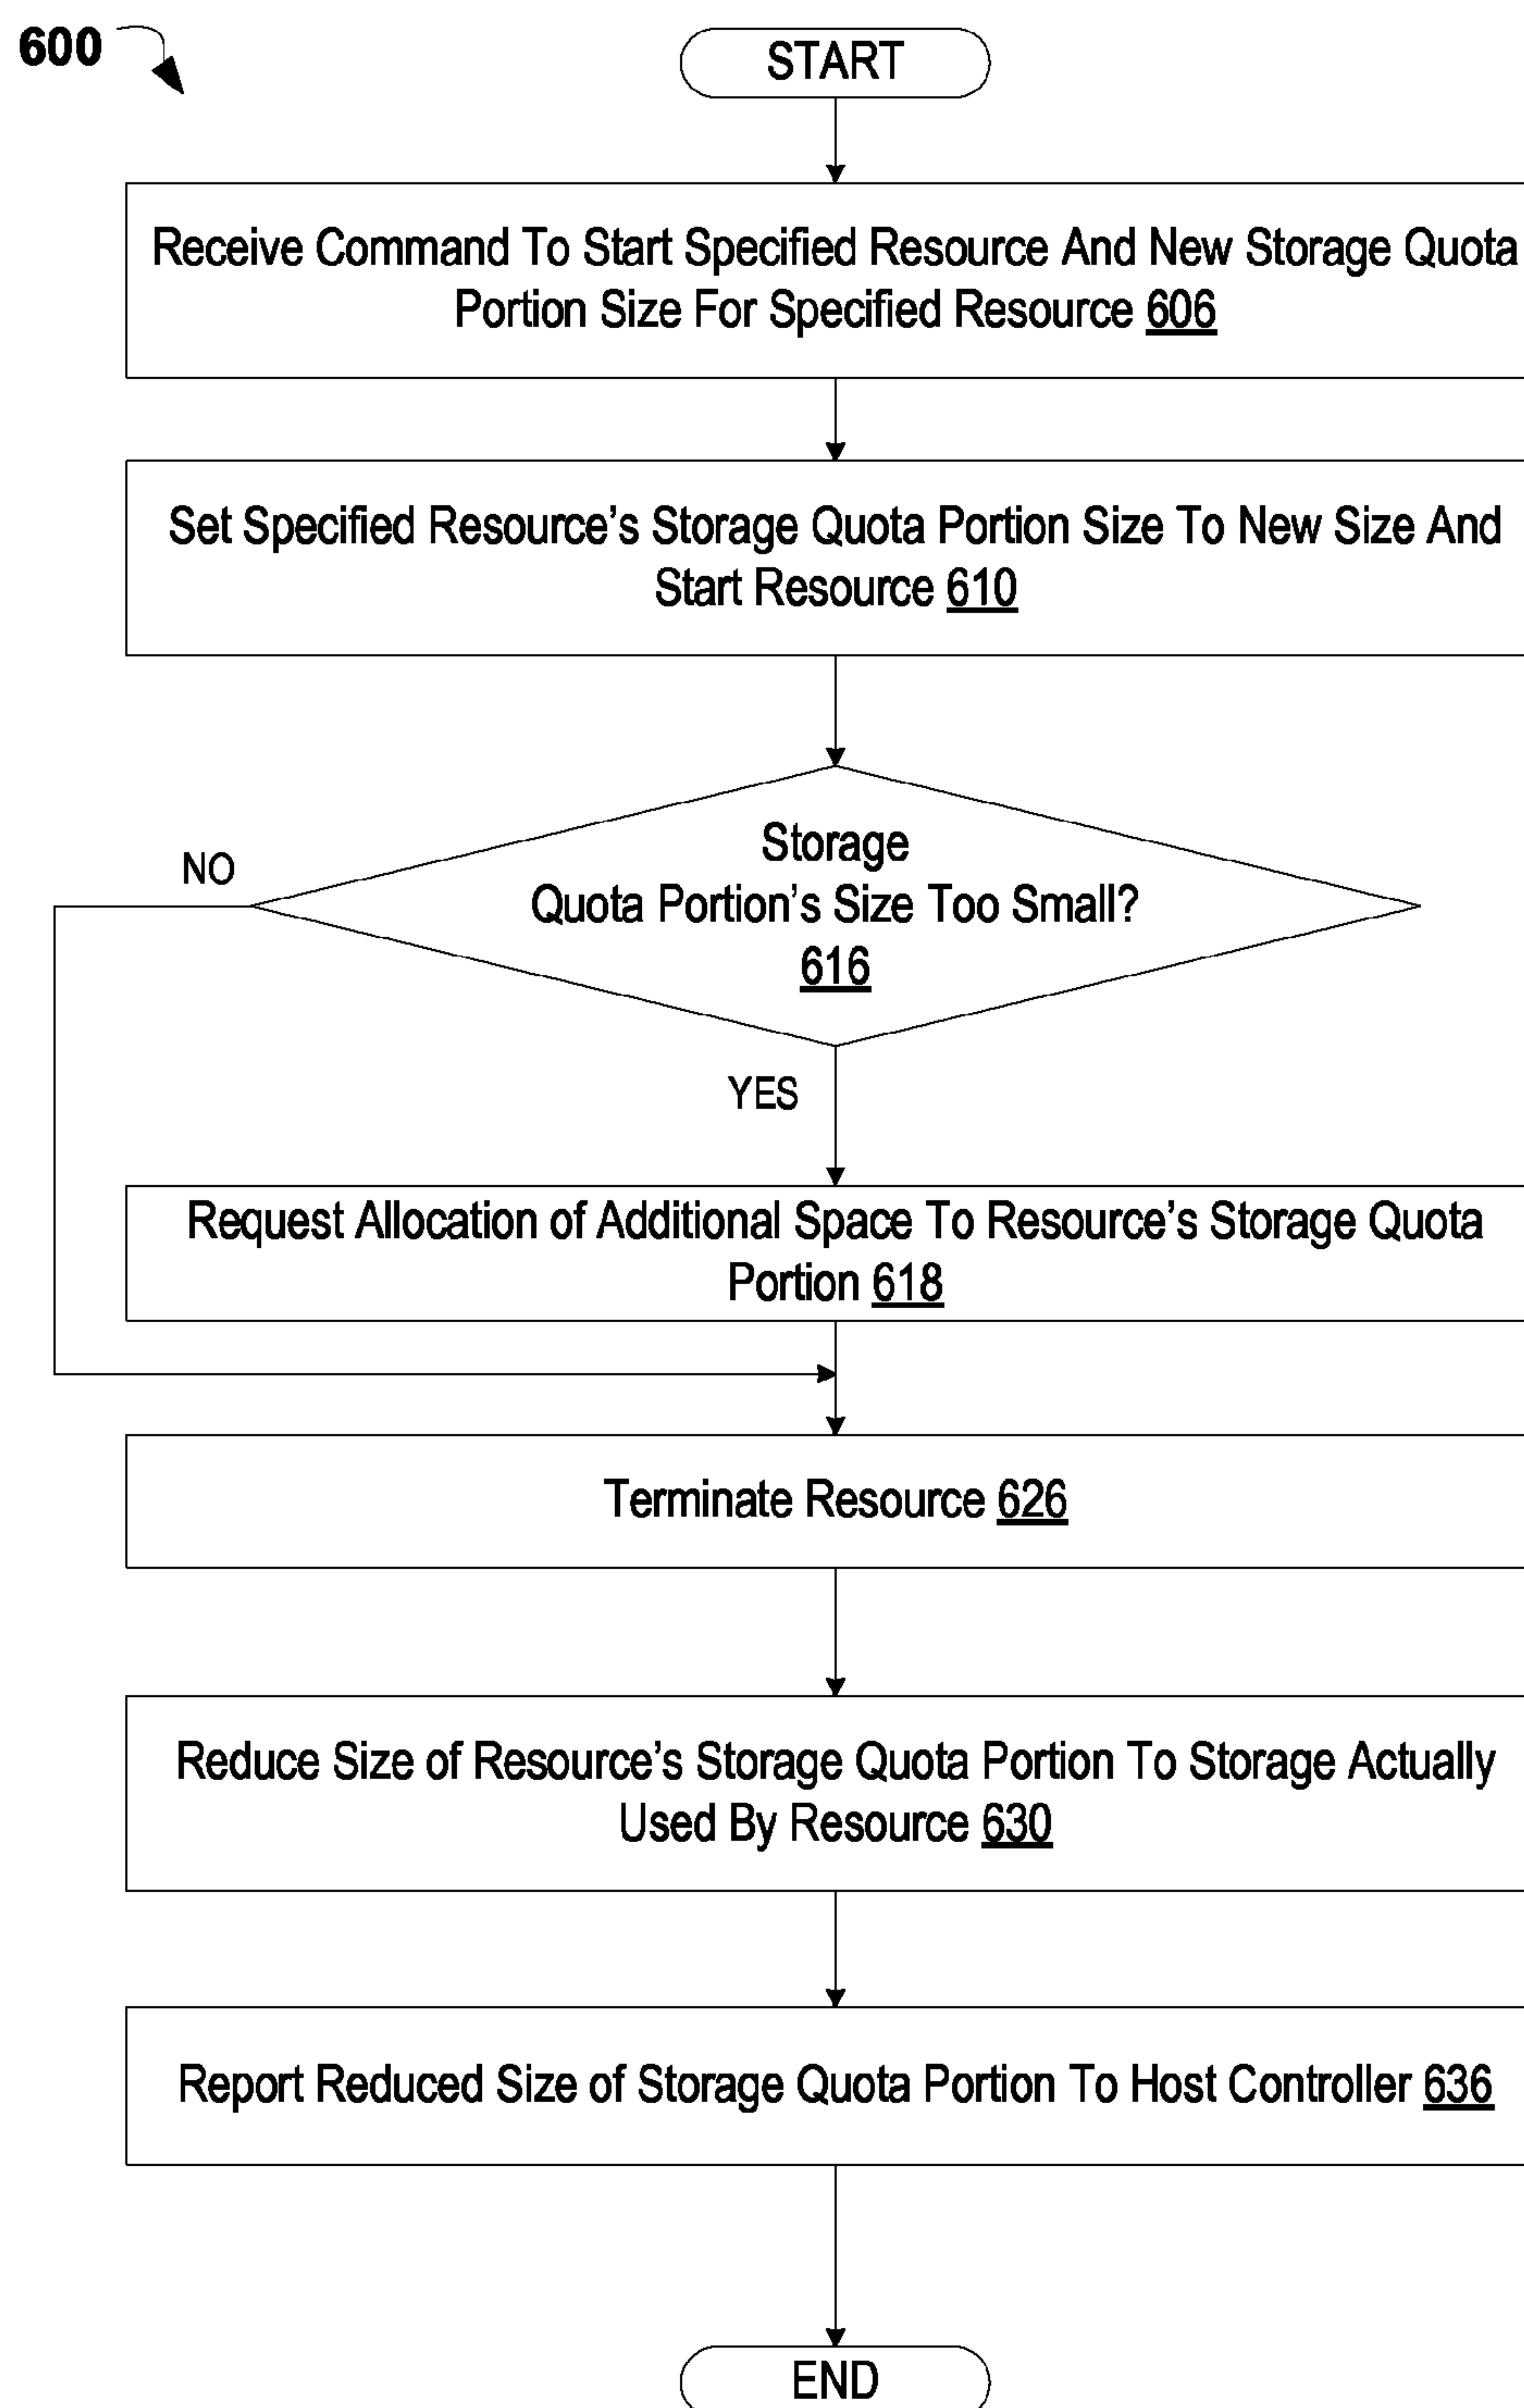 600
START
Receive Command To Start Specified Resource And New Storage Quota
Portion Size For Specified Resource 606
Set Specified Resource's Storage Quota Portion Size To New Size And
Start Resource 610
Storage
Quota Portion's Size Too Small?
616
NO
YES
Request Allocation of Additional Space To Resource's Storage Quota
Portion 618
Terminate Resource 626
Reduce Size of Resource's Storage Quota Portion To Storage Actually
Used By Resource 630
Report Reduced Size of Storage Quota Portion To Host Controller 636
END